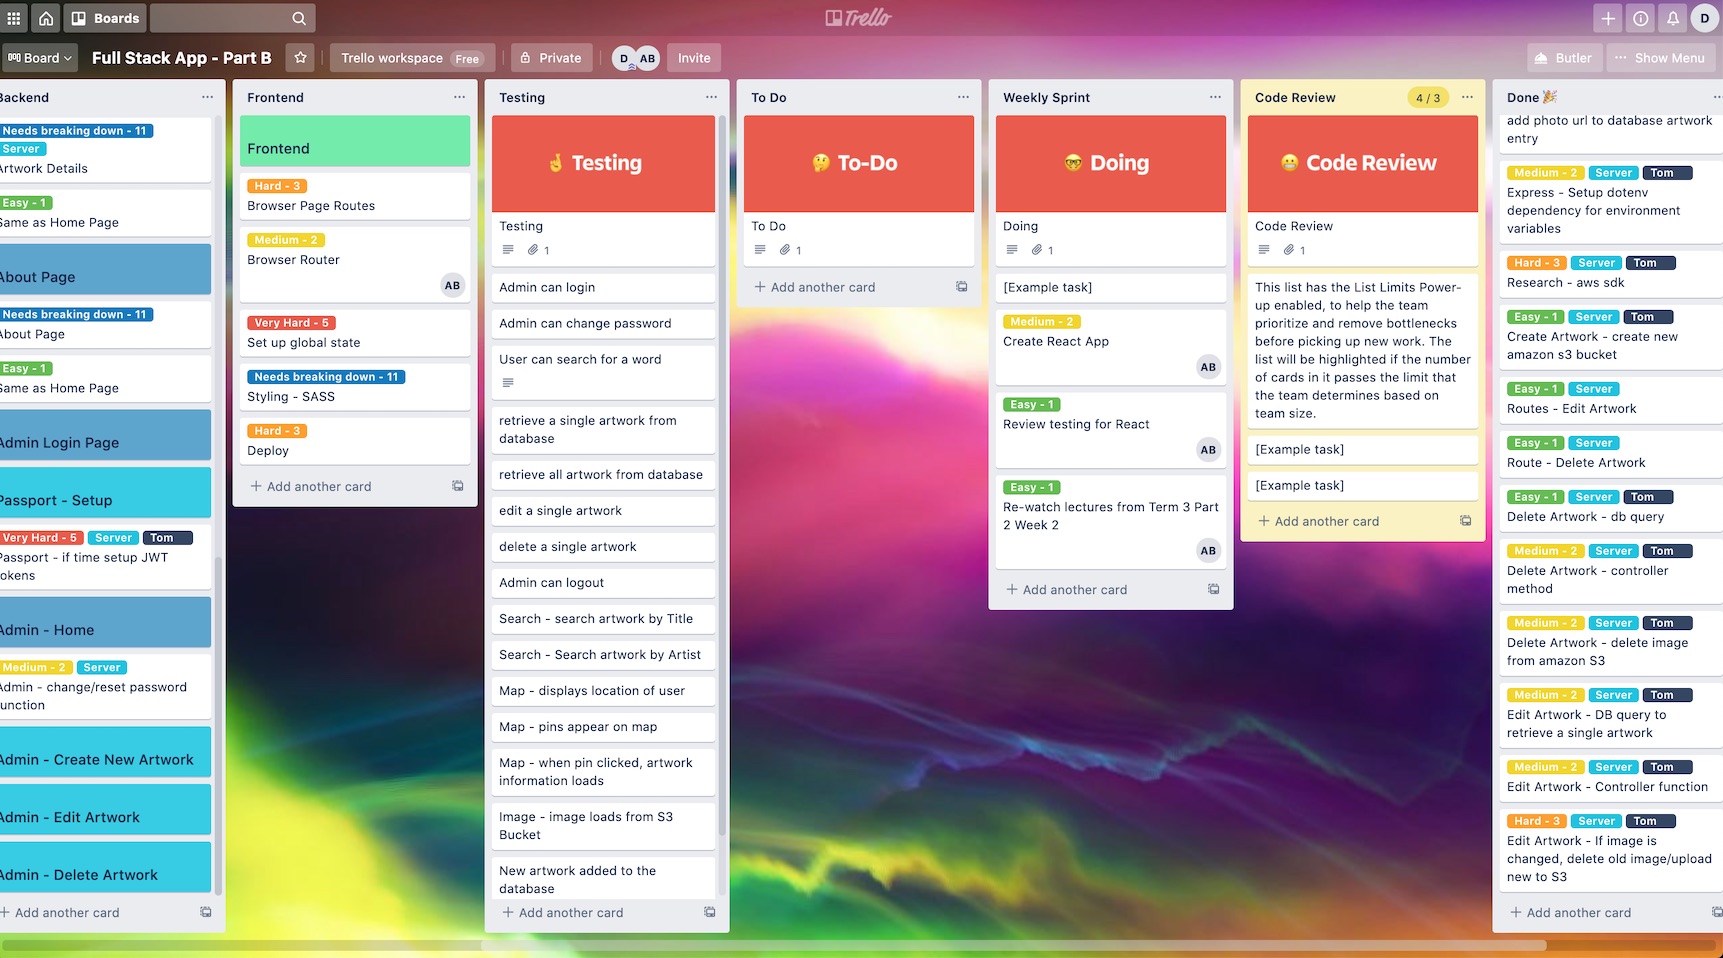 Boards
Trello
D
Board
Full Stack App - Part B
Trello workspace Free
Private
D AB
Invite
Butler
Show Menu
Backend
Needs breaking down - 11
Server
Artwork Details
Easy - 1
Same as Home Page
About Page
Needs breaking down - 11
About Page
Easy - 1
Same as Home Page
Admin Login Page
Passport - Setup
Very Hard - 5 Server Tom
Passport - if time setup JWT
tokens
Admin - Home
Medium - 2 Server
Admin - change/reset password
function
Admin - Create New Artwork
Admin - Edit Artwork
Admin - Delete Artwork
+ Add another card
Frontend
Frontend
Hard - 3
Browser Page Routes
Medium - 2
Browser Router
AB
Very Hard - 5
Set up global state
Needs breaking down - 11
Styling - SASS
Hard - 3
Deploy
+ Add another card
Testing
🤞 Testing
Testing
1
Admin can login
Admin can change password
User can search for a word
retrieve a single artwork from
database
retrieve all artwork from database
edit a single artwork
delete a single artwork
Admin can logout
Search - search artwork by Title
Search - Search artwork by Artist
Map - displays location of user
Map - pins appear on map
Map - when pin clicked, artwork
information loads
Image - image loads from S3
Bucket
New artwork added to the
database
+ Add another card
To Do
🤔 To-Do
To Do
1
+ Add another card
Weekly Sprint
🤓 Doing
Doing
1
[Example task]
Medium - 2
Create React App
AB
Easy - 1
Review testing for React
AB
Easy - 1
Re-watch lectures from Term 3 Part
2 Week 2
AB
+ Add another card
Code Review 4 / 3
😬 Code Review
Code Review
1
This list has the List Limits Power-
up enabled, to help the team
prioritize and remove bottlenecks
before picking up new work. The
list will be highlighted if the number
of cards in it passes the limit that
the team determines based on
team size.
[Example task]
[Example task]
+ Add another card
Done 🎉
add photo url to database artwork
entry
Medium - 2 Server Tom
Express - Setup dotenv
dependency for environment
variables
Hard - 3 Server Tom
Research - aws sdk
Easy - 1 Server Tom
Create Artwork - create new
amazon s3 bucket
Easy - 1 Server
Routes - Edit Artwork
Easy - 1 Server
Route - Delete Artwork
Easy - 1 Server Tom
Delete Artwork - db query
Medium - 2 Server Tom
Delete Artwork - controller
method
Medium - 2 Server Tom
Delete Artwork - delete image
from amazon S3
Medium - 2 Server Tom
Edit Artwork - DB query to
retrieve a single artwork
Medium - 2 Server Tom
Edit Artwork - Controller function
Hard - 3 Server Tom
Edit Artwork - If image is
changed, delete old image/upload
new to S3
+ Add another card